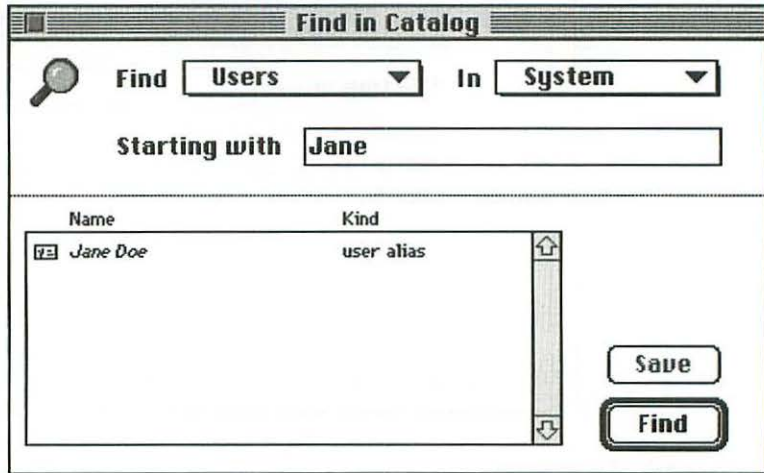 Find in Catalog
Find Users In System
Starting with Jane
Name Kind
Jane Doe user alias
Save
Find